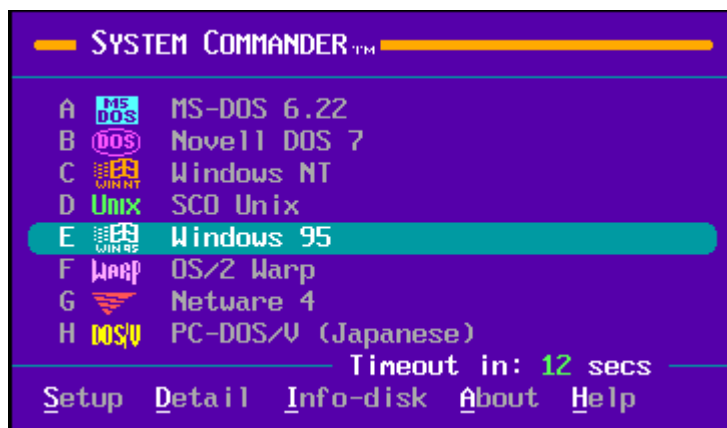 SYSTEM COMMANDER™
A MS DOS MS-DOS 6.22
B DOS Novell DOS 7
C WIN NT Windows NT
D UNIX SCO Unix
E WIN 95 Windows 95
F WARP OS/2 Warp
G Netware 4
H DOS/V PC-DOS/V (Japanese)
Timeout in: 12 secs
Setup Detail Info-disk About Help